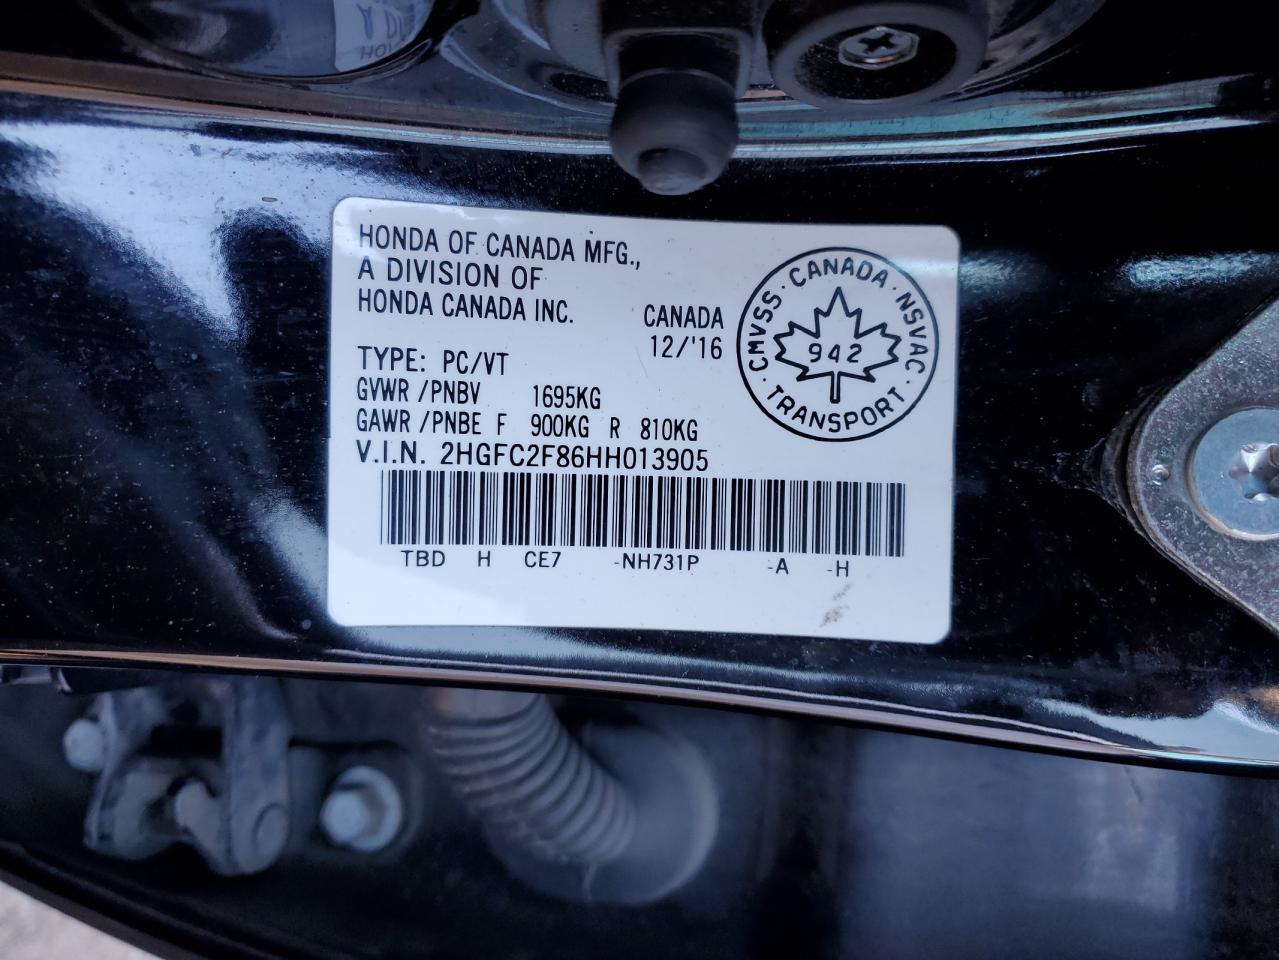 HONDA OF CANADA MFG.,
A DIVISION OF
HONDA CANADA INC.
CANADA
12/'16
CMVSS · CANADA · NSVAC · TRANSPORT ·
942
TYPE: PC/VT
GVWR /PNBV 1695KG
GAWR /PNBE F 900KG R 810KG
V.I.N. 2HGFC2F86HH013905
TBD H CE7 -NH731P -A -H